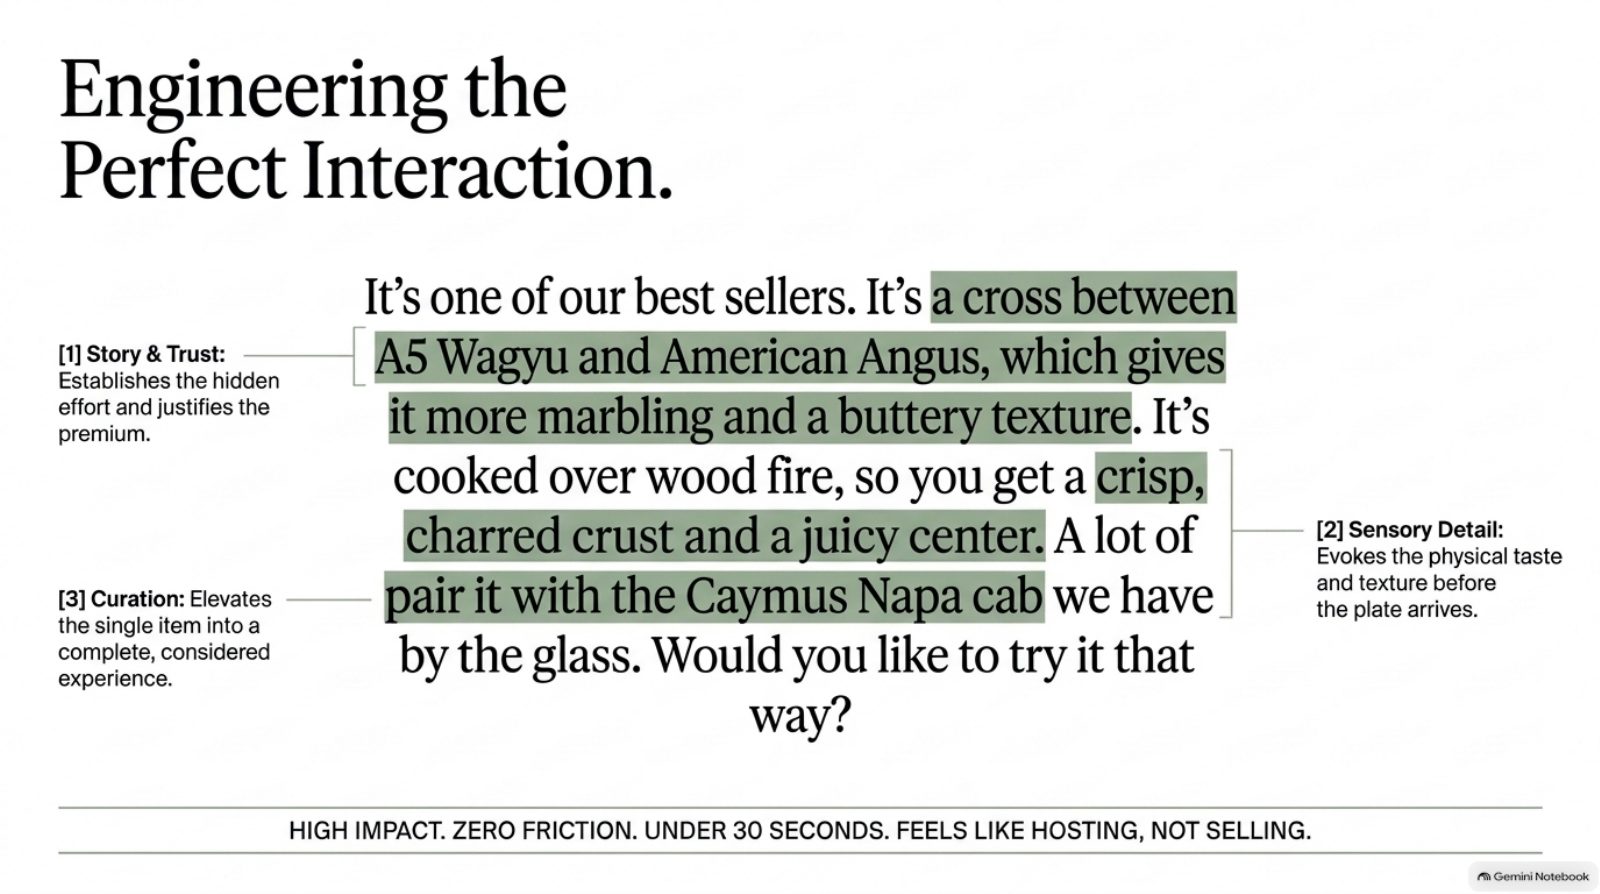 Engineering the
Perfect Interaction.
It's one of our best sellers. It's a cross between
A5 Wagyu and American Angus, which gives
it more marbling and a buttery texture. It's
cooked over wood fire, so you get a crisp,
charred crust and a juicy center. A lot of
pair it with the Caymus Napa cab we have
by the glass. Would you like to try it that
way?
[1] Story & Trust:
Establishes the hidden
effort and justifies the
premium.
[2] Sensory Detail:
Evokes the physical taste
and texture before
the plate arrives.
[3] Curation: Elevates
the single item into a
complete, considered
experience.
HIGH IMPACT. ZERO FRICTION. UNDER 30 SECONDS. FEELS LIKE HOSTING, NOT SELLING.
Gemini Notebook